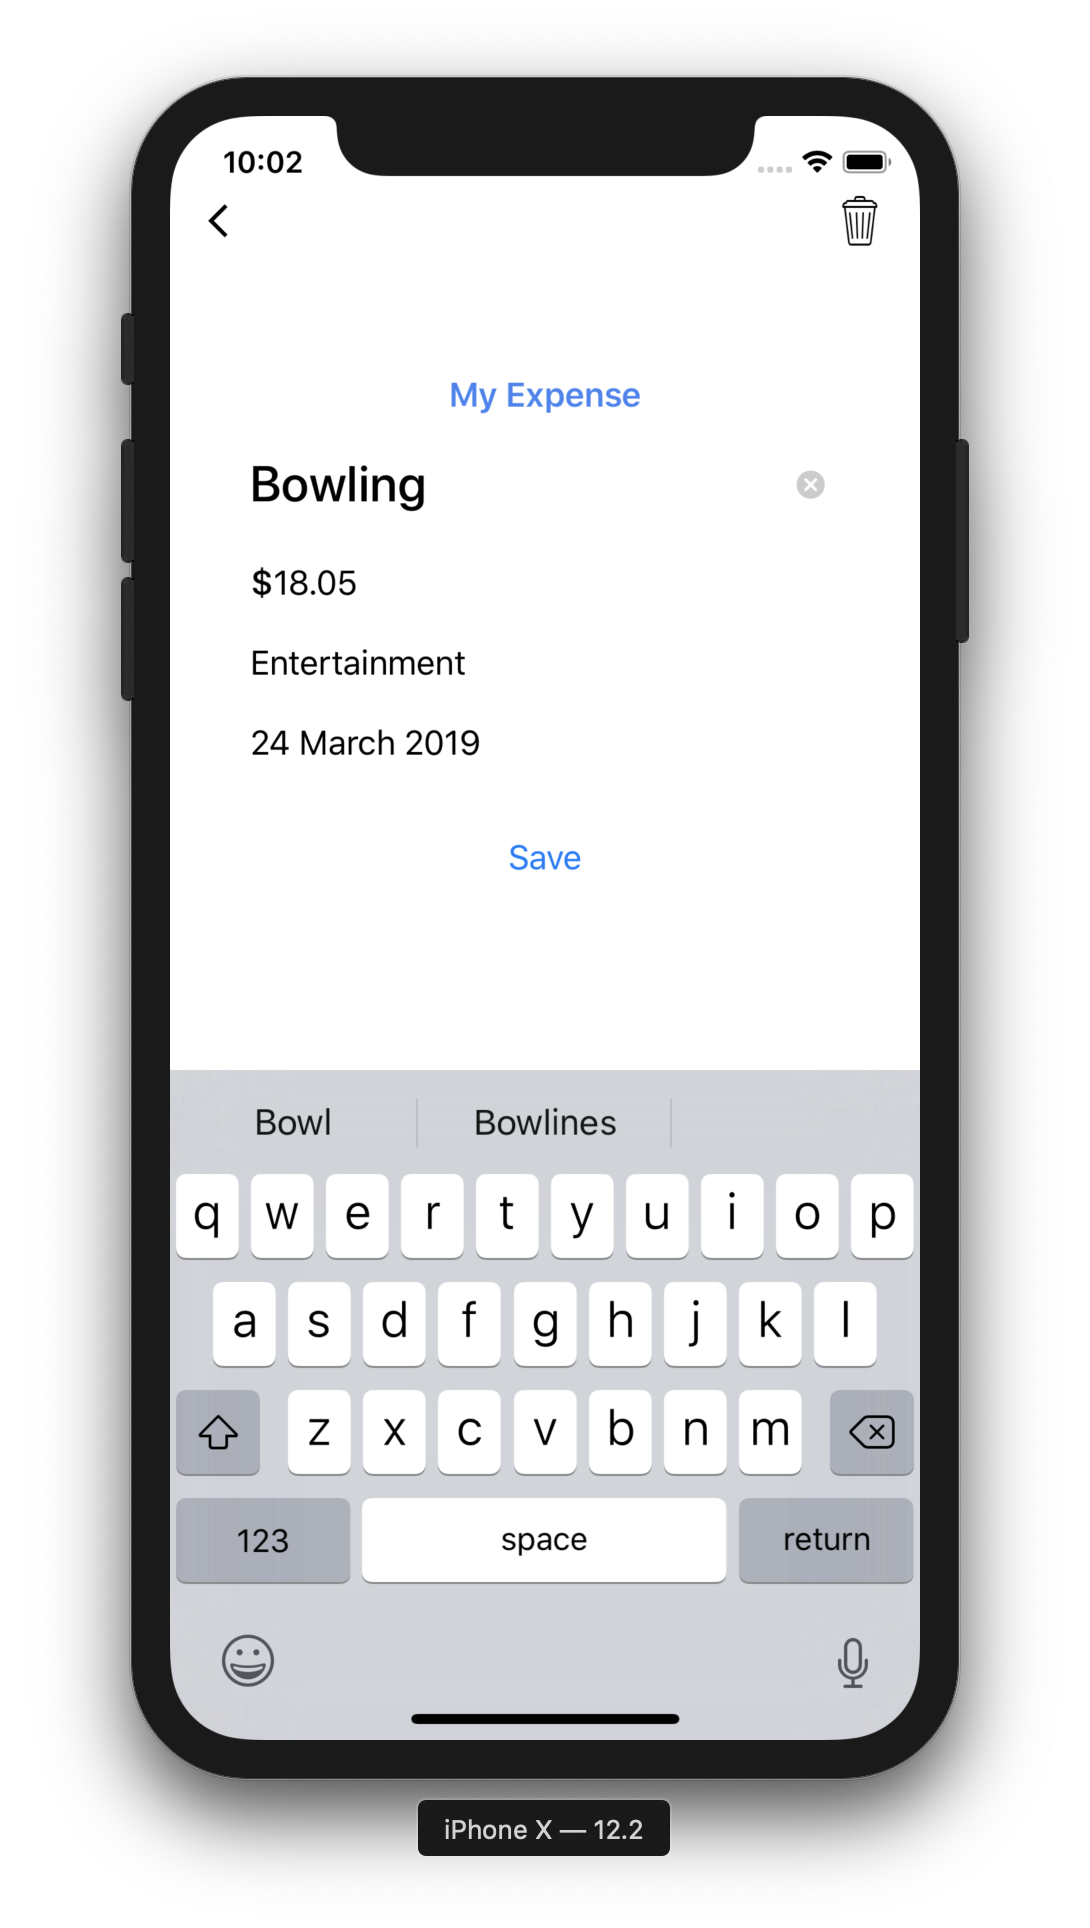 10:02
My Expense
Bowling
$18.05
Entertainment
24 March 2019
Save
Bowl Bowlines
q w e r t y u i o p
a s d f g h j k l
z x c v b n m
123 space return
iPhone X — 12.2